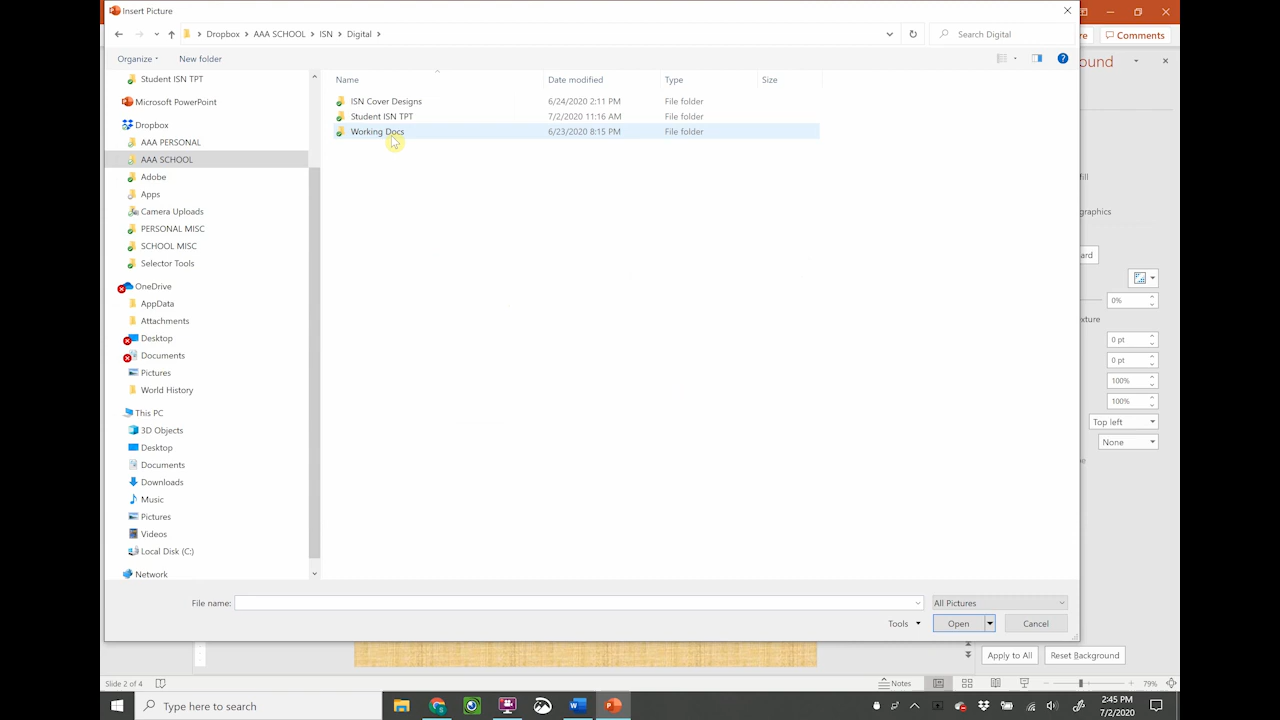 Insert Picture
Dropbox > AAA SCHOOL > ISN > Digital >
Search Digital
re
Comments
Organize
New folder
ound
Name
Date modified
Type
Size
Student ISN TPT
Microsoft PowerPoint
Dropbox
AAA PERSONAL
AAA SCHOOL
Adobe
Apps
Camera Uploads
PERSONAL MISC
SCHOOL MISC
Selector Tools
OneDrive
AppData
Attachments
Desktop
Documents
Pictures
World History
This PC
3D Objects
Desktop
Documents
Downloads
Music
Pictures
Videos
Local Disk (C:)
Network
ISN Cover Designs 6/24/2020 2:11 PM File folder
Student ISN TPT 7/2/2020 11:16 AM File folder
Working Docs 6/23/2020 8:15 PM File folder
fill
graphics
ard
0%
xture
0 pt
0 pt
100%
100%
Top left
None
File name:
All Pictures
Tools
Open
Cancel
Apply to All
Reset Background
Slide 2 of 4
Notes
79%
Type here to search
2:45 PM
7/2/2020